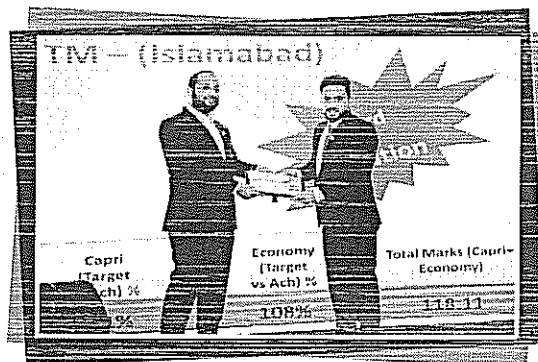 TM – (Islamabad)
Capri
(Target
Ach) %
%
Economy
(Target
vs Ach) %
108%
Total Marks (Capri+
Economy)
118.11